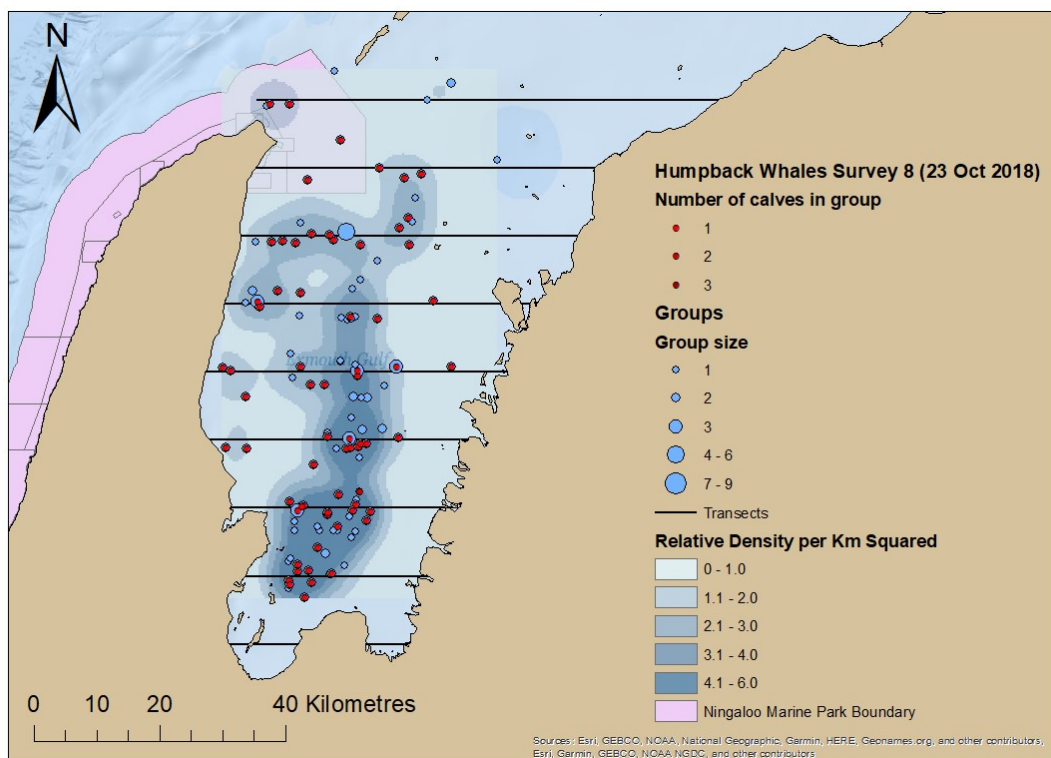 N
Humpback Whales Survey 8 (23 Oct 2018)
Number of calves in group
1
2
3
Groups
Group size
1
2
3
4 - 6
7 - 9
Transects
Relative Density per Km Squared
0 - 1.0
1.1 - 2.0
2.1 - 3.0
3.1 - 4.0
4.1 - 6.0
Ningaloo Marine Park Boundary
Exmouth Gulf
0 10 20 40 Kilometres
Sources: Esri, GEBCO, NOAA, National Geographic, Garmin, HERE, Geonames.org, and other contributors,
Esri, Garmin, GEBCO, NOAA NGDC, and other contributors